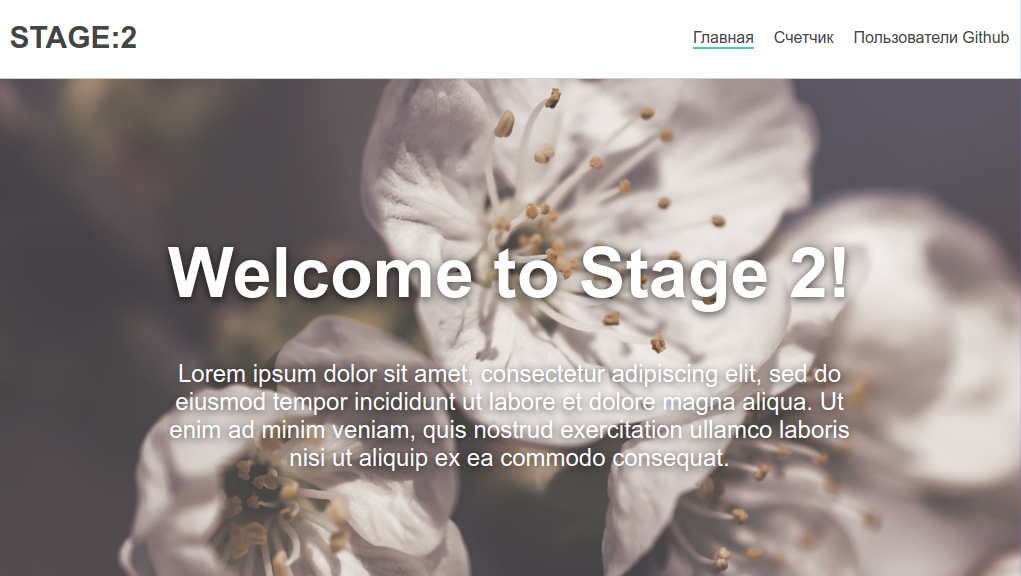 STAGE:2
Главная Счетчик Пользователи Github
Welcome to Stage 2!
Lorem ipsum dolor sit amet, consectetur adipiscing elit, sed do
eiusmod tempor incididunt ut labore et dolore magna aliqua. Ut
enim ad minim veniam, quis nostrud exercitation ullamco laboris
nisi ut aliquip ex ea commodo consequat.